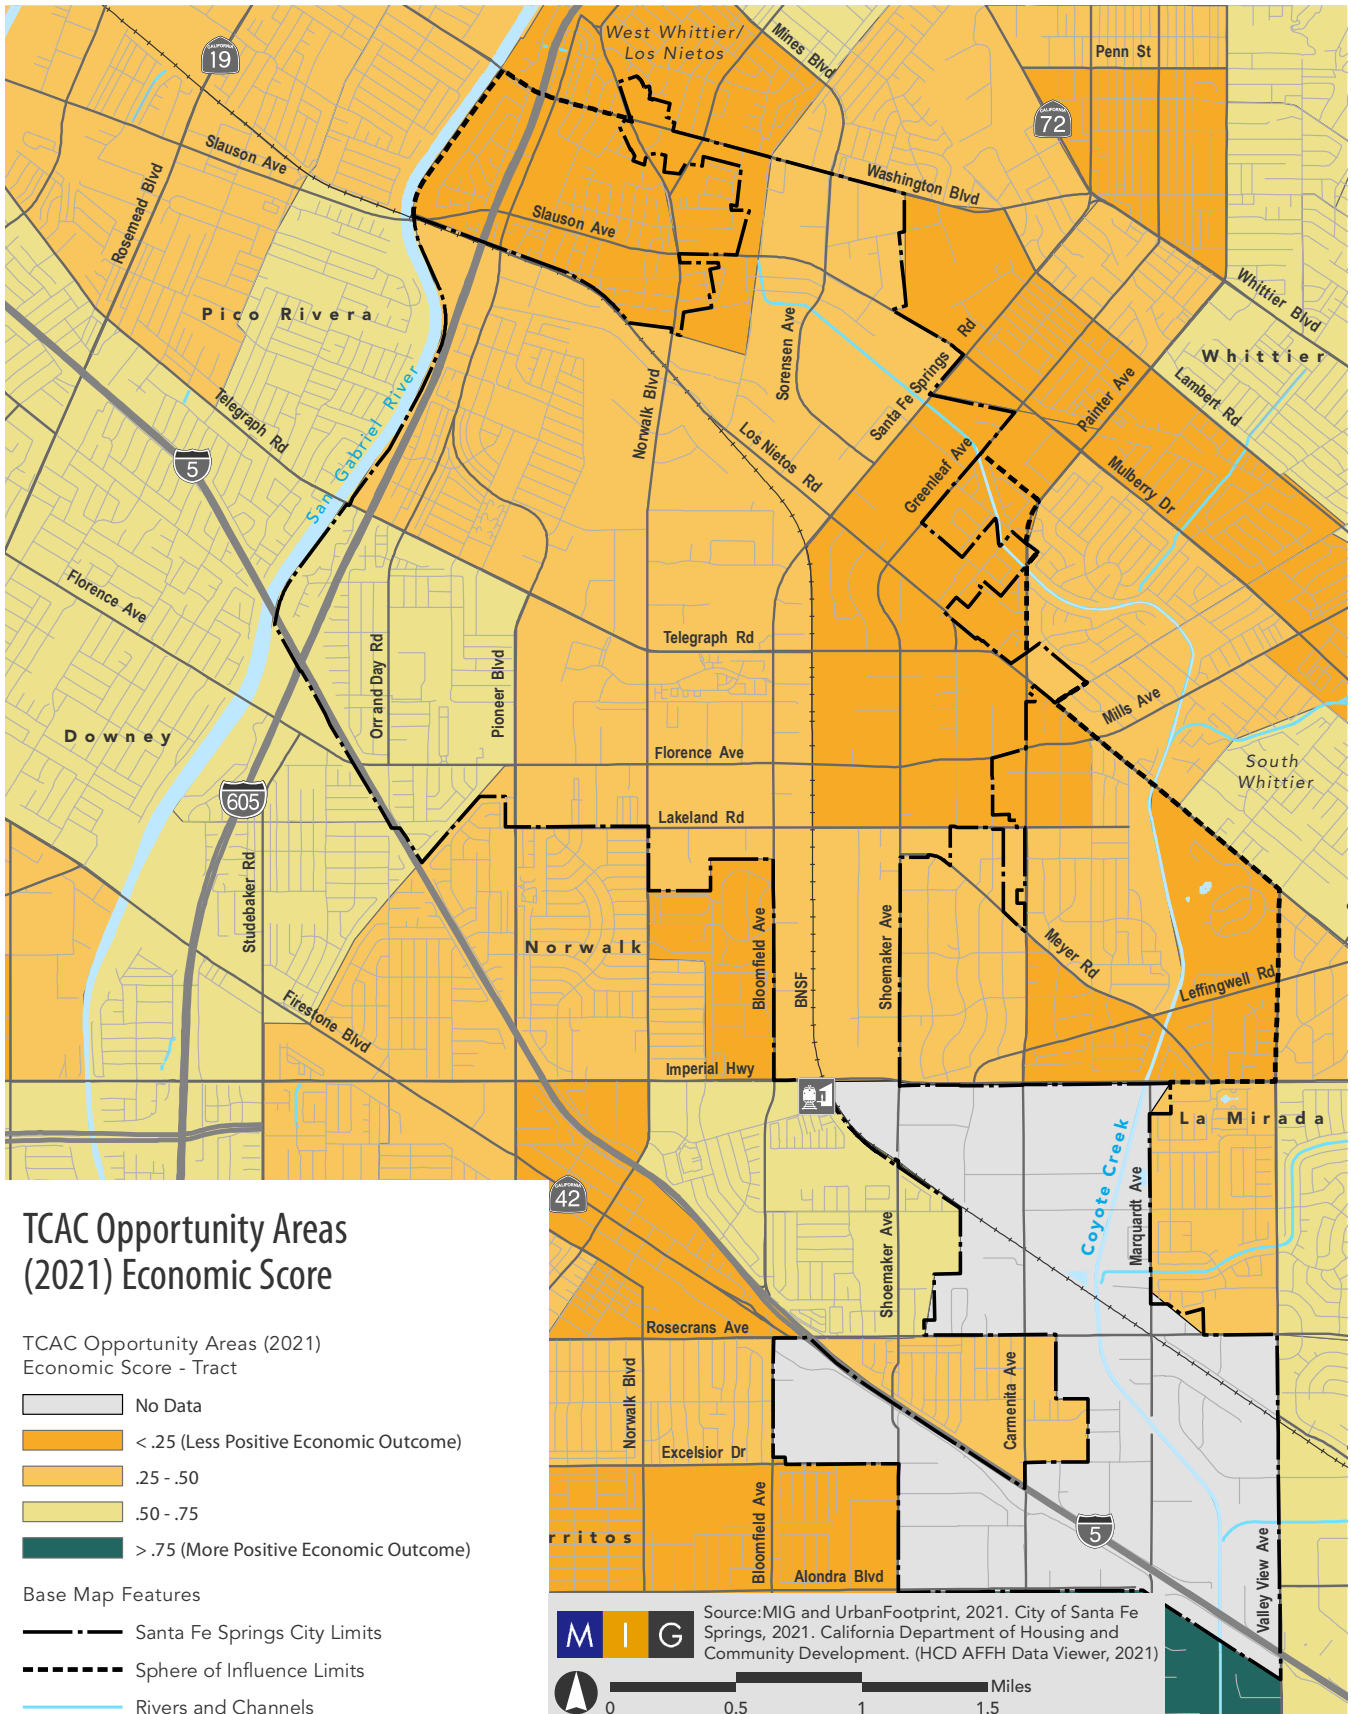 West Whittier/
Los Nietos
Mines Blvd
Penn St
CALIFORNIA
19
CALIFORNIA
72
Slauson Ave
Rosemead Blvd
Washington Blvd
Slauson Ave
Whittier Blvd
Pico Rivera
Whittier
Sorensen Ave
Santa Fe Springs Rd
Lambert Rd
Painter Ave
Telegraph Rd
San Gabriel River
Norwalk Blvd
Los Nietos Rd
Greenleaf Ave
Mulberry Dr
5
Florence Ave
Telegraph Rd
Orr and Day Rd
Pioneer Blvd
Mills Ave
Downey
Florence Ave
South
Whittier
605
Lakeland Rd
Studebaker Rd
Norwalk
Bloomfield Ave
BNSF
Shoemaker Ave
Meyer Rd
Leffingwell Rd
Firestone Blvd
Imperial Hwy
La Mirada
Coyote Creek
Marquardt Ave
CALIFORNIA
42
Shoemaker Ave
Rosecrans Ave
Norwalk Blvd
Carmenita Ave
Excelsior Dr
Bloomfield Ave
rritos
5
Alondra Blvd
Valley View Ave
TCAC Opportunity Areas
(2021) Economic Score
TCAC Opportunity Areas (2021)
Economic Score - Tract
No Data
< .25 (Less Positive Economic Outcome)
.25 - .50
.50 - .75
> .75 (More Positive Economic Outcome)
Base Map Features
Santa Fe Springs City Limits
Sphere of Influence Limits
Rivers and Channels
M I G
Source:MIG and UrbanFootprint, 2021. City of Santa Fe
Springs, 2021. California Department of Housing and
Community Development. (HCD AFFH Data Viewer, 2021)
Miles
0 0.5 1 1.5